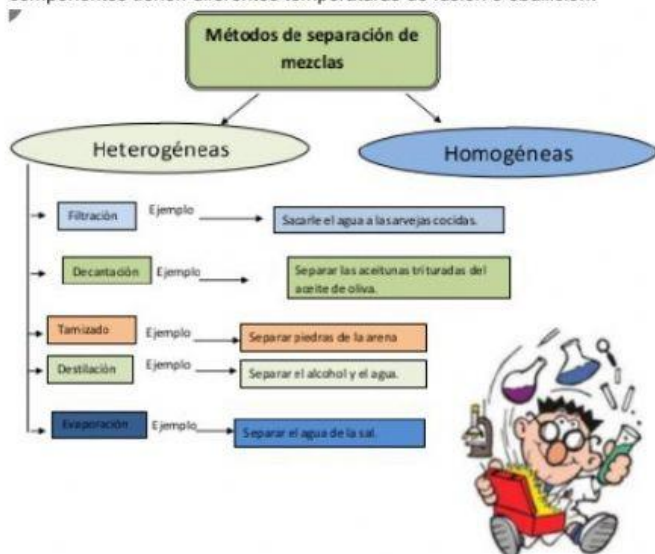 Métodos de separación de
mezclas
Heterogéneas
Homogéneas
Filtración Ejemplo Sacarle el agua a las arvejas cocidas.
Decantación Ejemplo Separar las aceitunas trituradas del
aceite de oliva.
Tamizado Ejemplo Separar piedras de la arena
Destilación Ejemplo Separar el alcohol y el agua.
Evaporación Ejemplo Separar el agua de la sal.